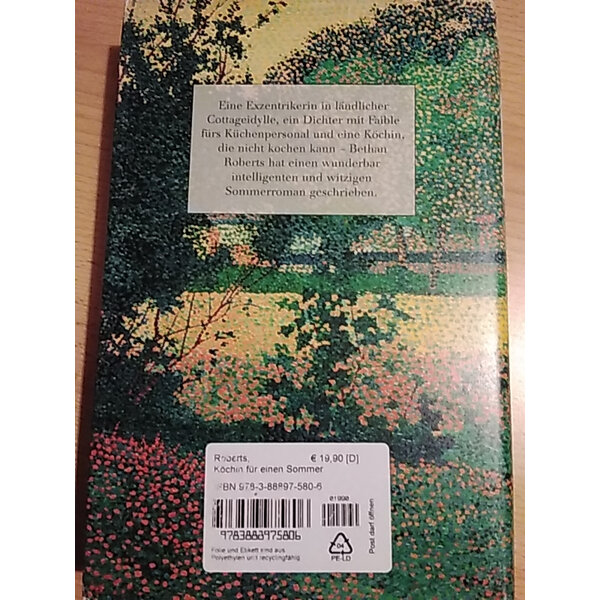 Eine Exzentrikerin in ländlicher
Cottageidylle, ein Dichter mit Faible
fürs Küchenpersonal und eine Köchin,
die nicht kochen kann – Bethan
Roberts hat einen wunderbar
intelligenten und witzigen
Sommerroman geschrieben.
Roberts, € 19,90 [D]
Köchin für einen Sommer
ISBN 978-3-88897-580-6
01990
9783888975806
Folie und Etikett sind aus
Polyethylen und recyclingfähig
04
PE-LD
Post darf öffnen